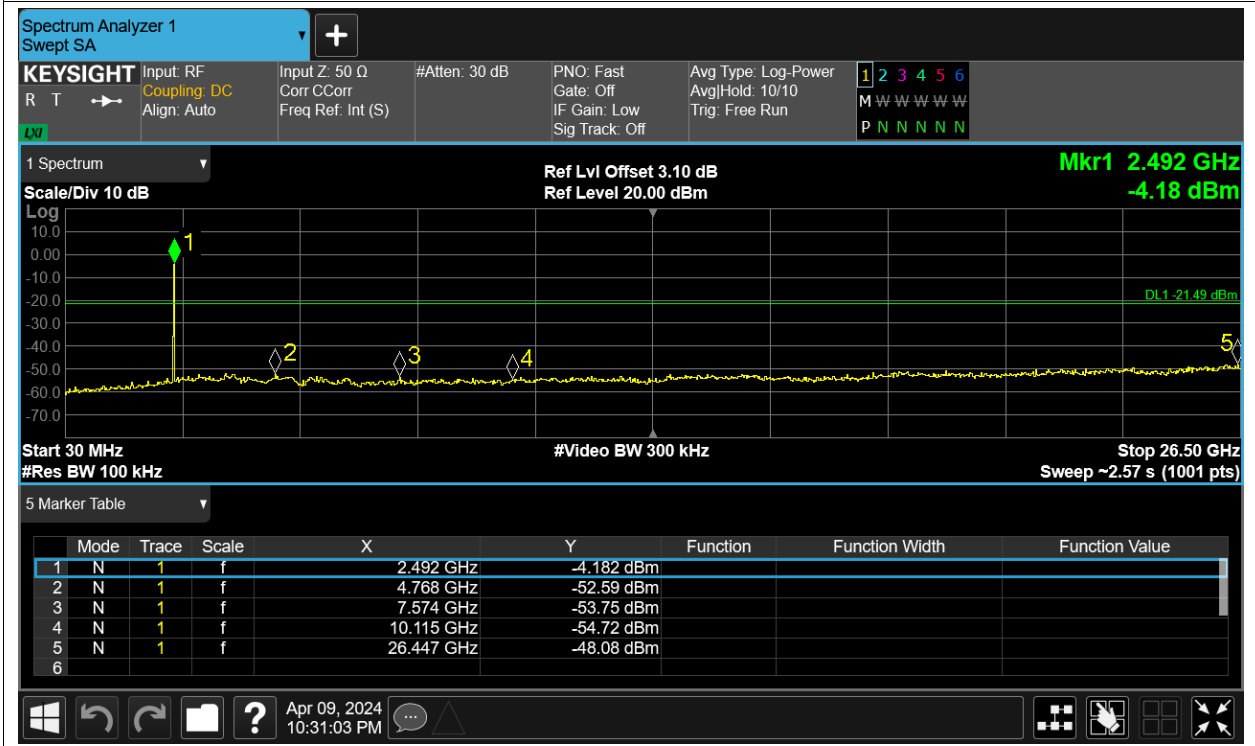 Spectrum Analyzer 1
Swept SA
KEYSIGHT Input: RF Input Z: 50 Ω #Atten: 30 dB PNO: Fast Avg Type: Log-Power 1 2 3 4 5 6
R T Coupling: DC Corr CCorr Gate: Off Avg|Hold: 10/10 M W W W W W
Align: Auto Freq Ref: Int (S) IF Gain: Low Trig: Free Run
LXI Sig Track: Off P N N N N N
1 Spectrum Ref Lvl Offset 3.10 dB Mkr1 2.492 GHz
Scale/Div 10 dB Ref Level 20.00 dBm -4.18 dBm
Log
10.0 1
0.00
-10.0
-20.0 DL1 -21.49 dBm
-30.0
-40.0 2 3 4 5
-50.0
-60.0
-70.0
Start 30 MHz #Video BW 300 kHz Stop 26.50 GHz
#Res BW 100 kHz Sweep ~2.57 s (1001 pts)
5 Marker Table
Mode Trace Scale X Y Function Function Width Function Value
1 N 1 f 2.492 GHz -4.182 dBm
2 N 1 f 4.768 GHz -52.59 dBm
3 N 1 f 7.574 GHz -53.75 dBm
4 N 1 f 10.115 GHz -54.72 dBm
5 N 1 f 26.447 GHz -48.08 dBm
6
? Apr 09, 2024
10:31:03 PM